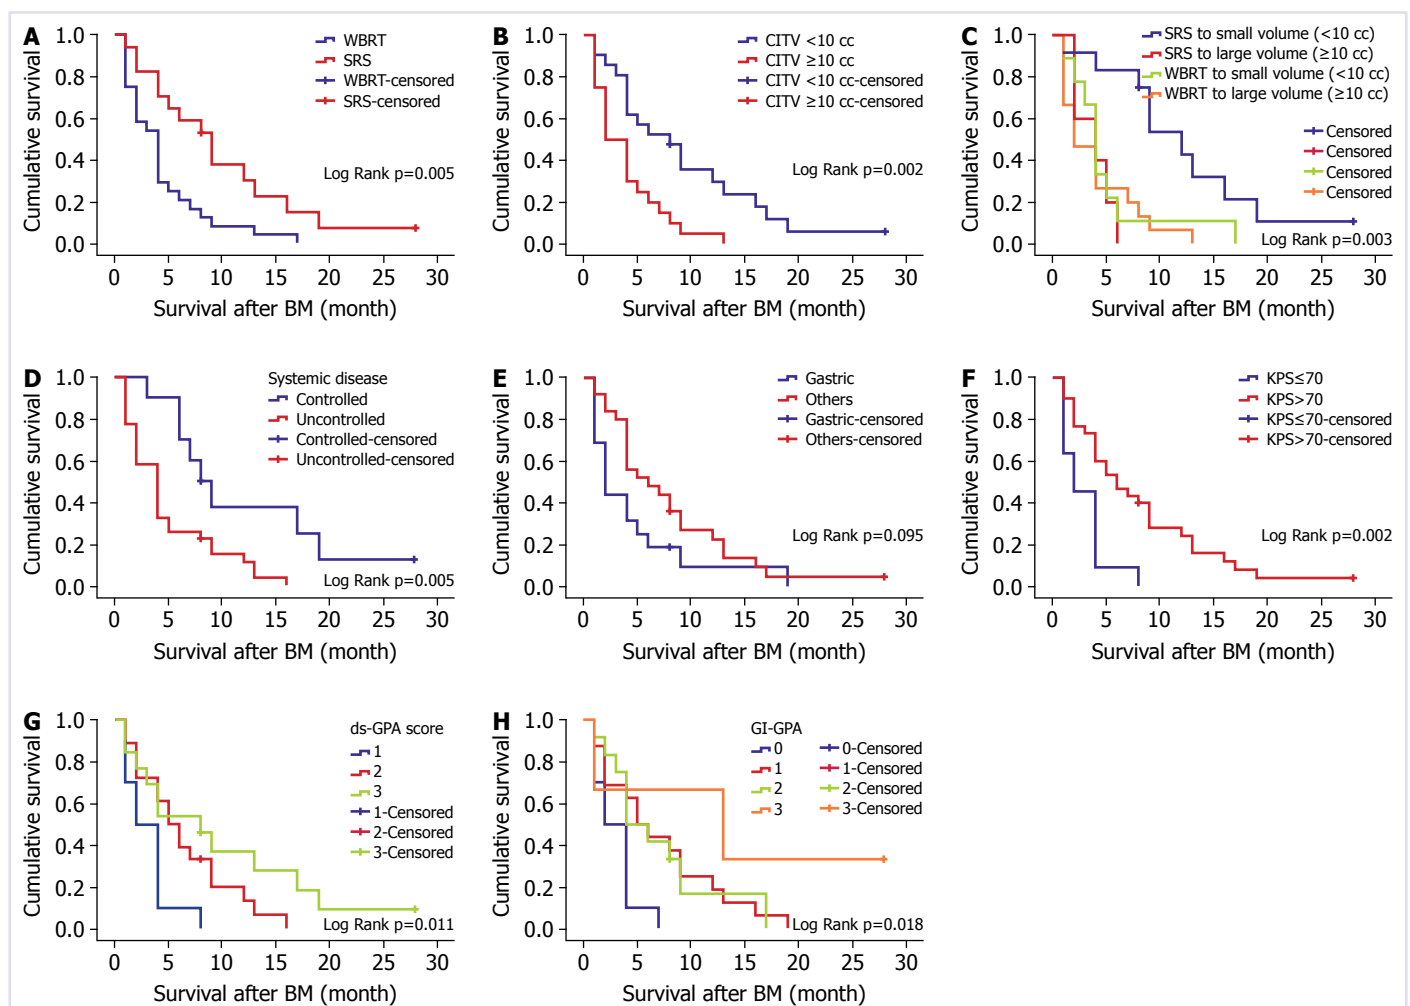 A
1.0
0.8
0.6
0.4
0.2
0.0
Cumulative survival
WBRT
SRS
WBRT-censored
SRS-censored
Log Rank p=0.005
0 5 10 15 20 25 30
Survival after BM (month)
B
1.0
0.8
0.6
0.4
0.2
0.0
Cumulative survival
CITV <10 cc
CITV ≥10 cc
CITV <10 cc-censored
CITV ≥10 cc-censored
Log Rank p=0.002
0 5 10 15 20 25 30
Survival after BM (month)
C
1.0
0.8
0.6
0.4
0.2
0.0
Cumulative survival
SRS to small volume (<10 cc)
SRS to large volume (≥10 cc)
WBRT to small volume (<10 cc)
WBRT to large volume (≥10 cc)
Censored
Censored
Censored
Censored
Log Rank p=0.003
0 5 10 15 20 25 30
Survival after BM (month)
D
1.0
0.8
0.6
0.4
0.2
0.0
Cumulative survival
Systemic disease
Controlled
Uncontrolled
Controlled-censored
Uncontrolled-censored
Log Rank p=0.005
0 5 10 15 20 25 30
Survival after BM (month)
E
1.0
0.8
0.6
0.4
0.2
0.0
Cumulative survival
Gastric
Others
Gastric-censored
Others-censored
Log Rank p=0.095
0 5 10 15 20 25 30
Survival after BM (month)
F
1.0
0.8
0.6
0.4
0.2
0.0
Cumulative survival
KPS≤70
KPS>70
KPS≤70-censored
KPS>70-censored
Log Rank p=0.002
0 5 10 15 20 25 30
Survival after BM (month)
G
1.0
0.8
0.6
0.4
0.2
0.0
Cumulative survival
ds-GPA score
1
2
3
1-Censored
2-Censored
3-Censored
Log Rank p=0.011
0 5 10 15 20 25 30
Survival after BM (month)
H
1.0
0.8
0.6
0.4
0.2
0.0
Cumulative survival
GI-GPA
0 0-Censored
1 1-Censored
2 2-Censored
3 3-Censored
Log Rank p=0.018
0 5 10 15 20 25 30
Survival after BM (month)